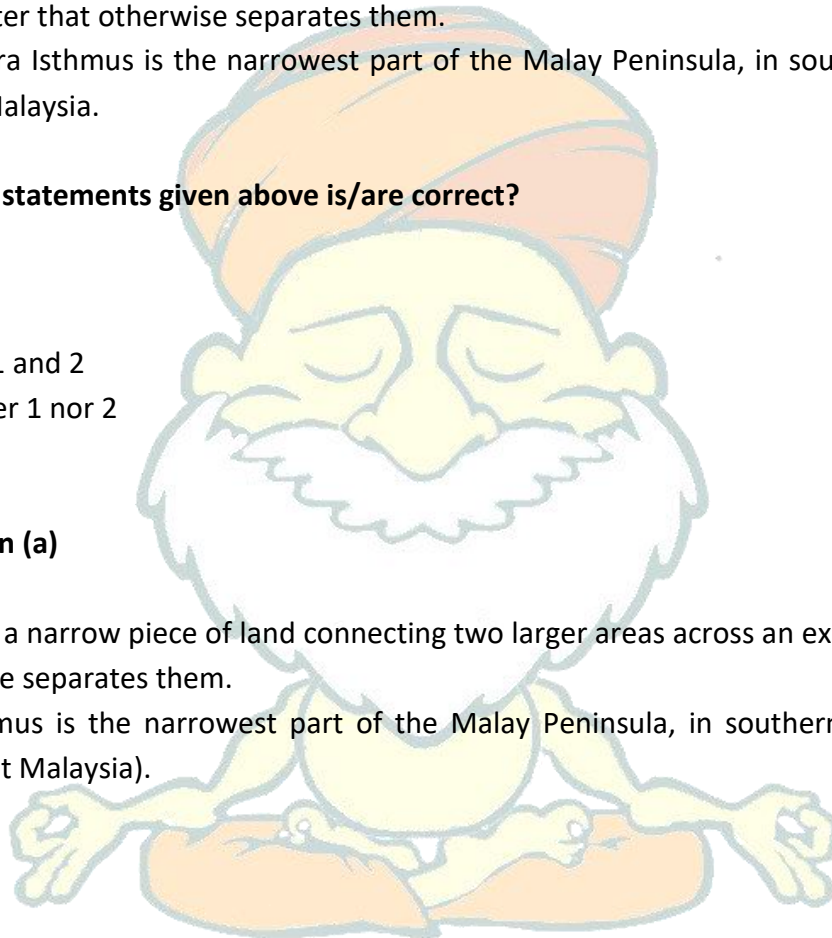 ter that otherwise separates them.
ra Isthmus is the narrowest part of the Malay Peninsula, in sou
Malaysia.
statements given above is/are correct?
1 and 2
er 1 nor 2
n (a)
a narrow piece of land connecting two larger areas across an ex
e separates them.
mus is the narrowest part of the Malay Peninsula, in southern
t Malaysia).